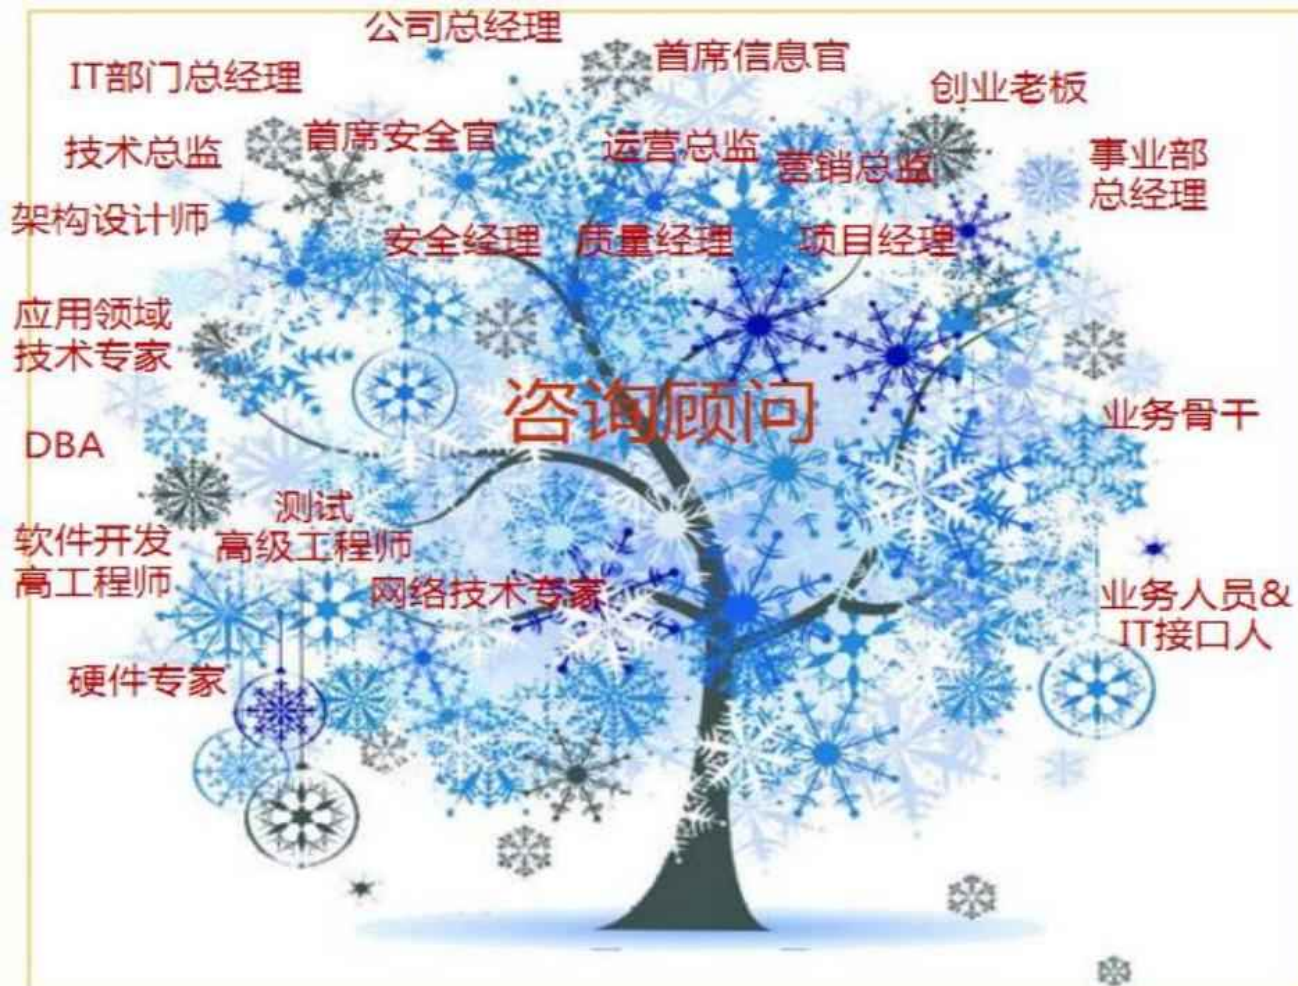 公司总经理
首席信息官
IT部门总经理
创业老板
首席安全官
技术总监
运营总监
营销总监
事业部
总经理
架构设计师
安全经理
质量经理
项目经理
应用领域
技术专家
咨询顾问
业务骨干
DBA
测试
高级工程师
软件开发
高工程师
网络技术专家
业务人员&
IT接口人
硬件专家